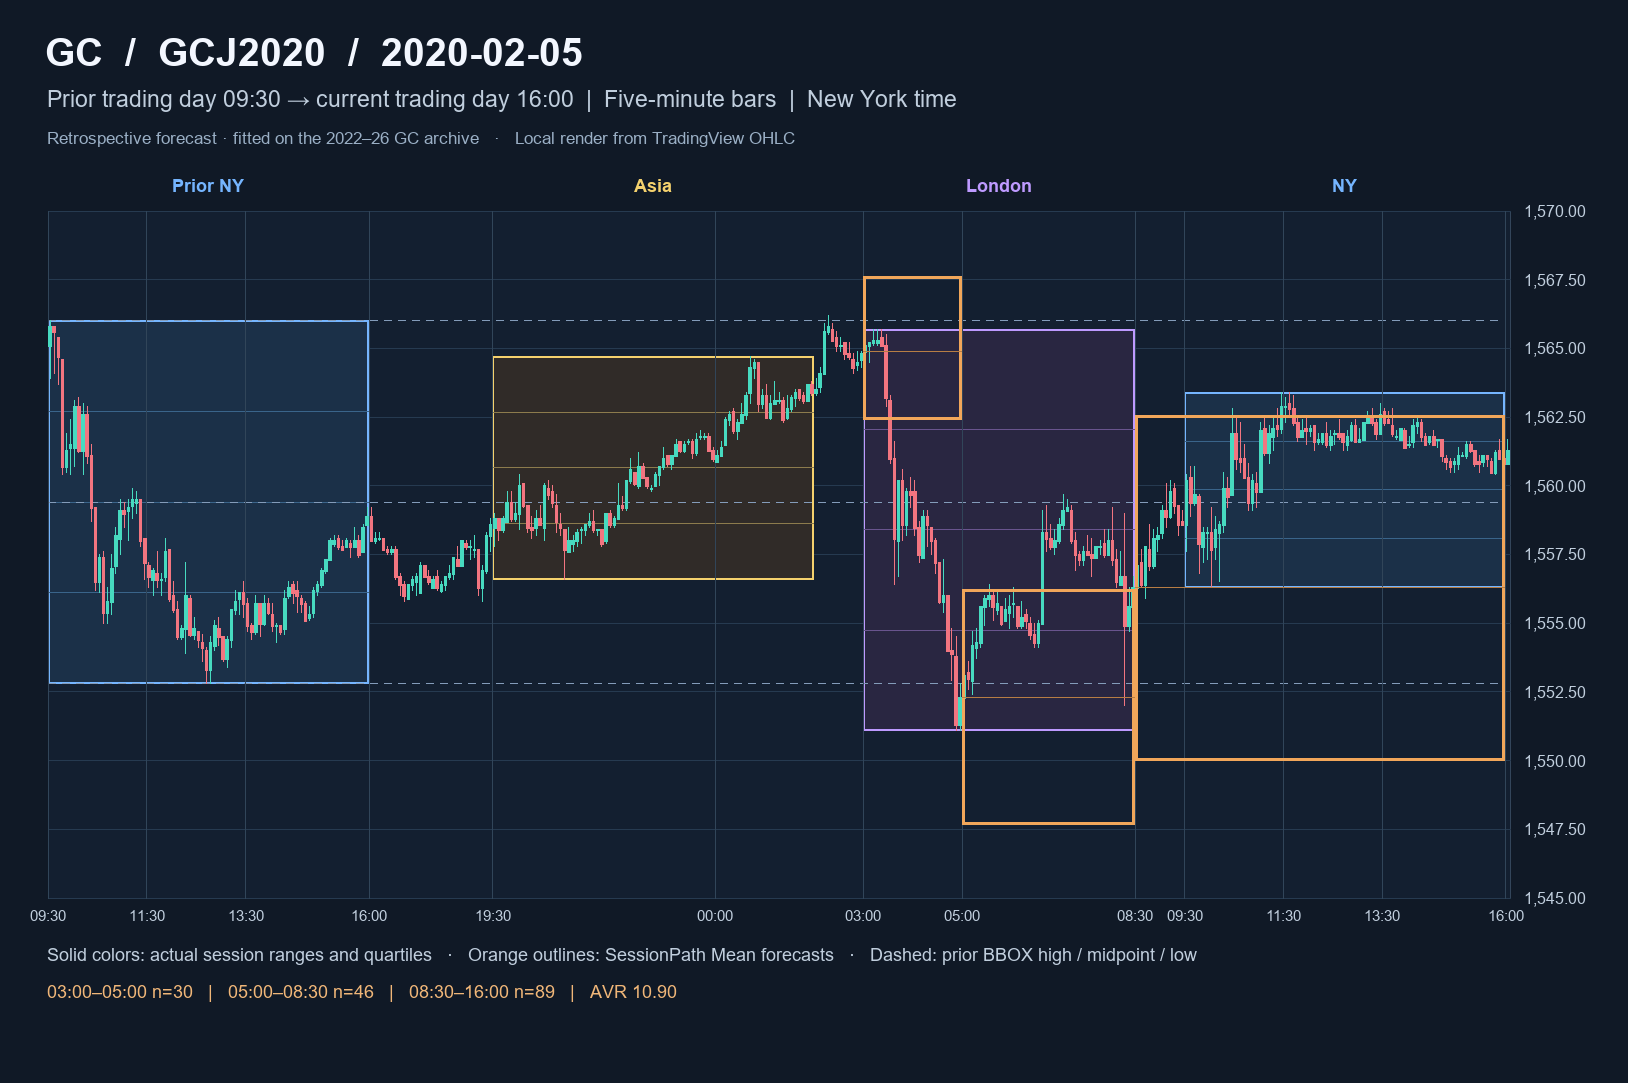 GC / GCJ2020 / 2020-02-05
Prior trading day 09:30 → current trading day 16:00 | Five-minute bars | New York time
Retrospective forecast · fitted on the 2022–26 GC archive · Local render from TradingView OHLC
Prior NY Asia London NY
1,570.00
1,567.50
1,565.00
1,562.50
1,560.00
1,557.50
1,555.00
1,552.50
1,550.00
1,547.50
1,545.00
09:30 11:30 13:30 16:00 19:30 00:00 03:00 05:00 08:30 09:30 11:30 13:30 16:00
Solid colors: actual session ranges and quartiles · Orange outlines: SessionPath Mean forecasts · Dashed: prior BBOX high / midpoint / low
03:00–05:00 n=30 | 05:00–08:30 n=46 | 08:30–16:00 n=89 | AVR 10.90